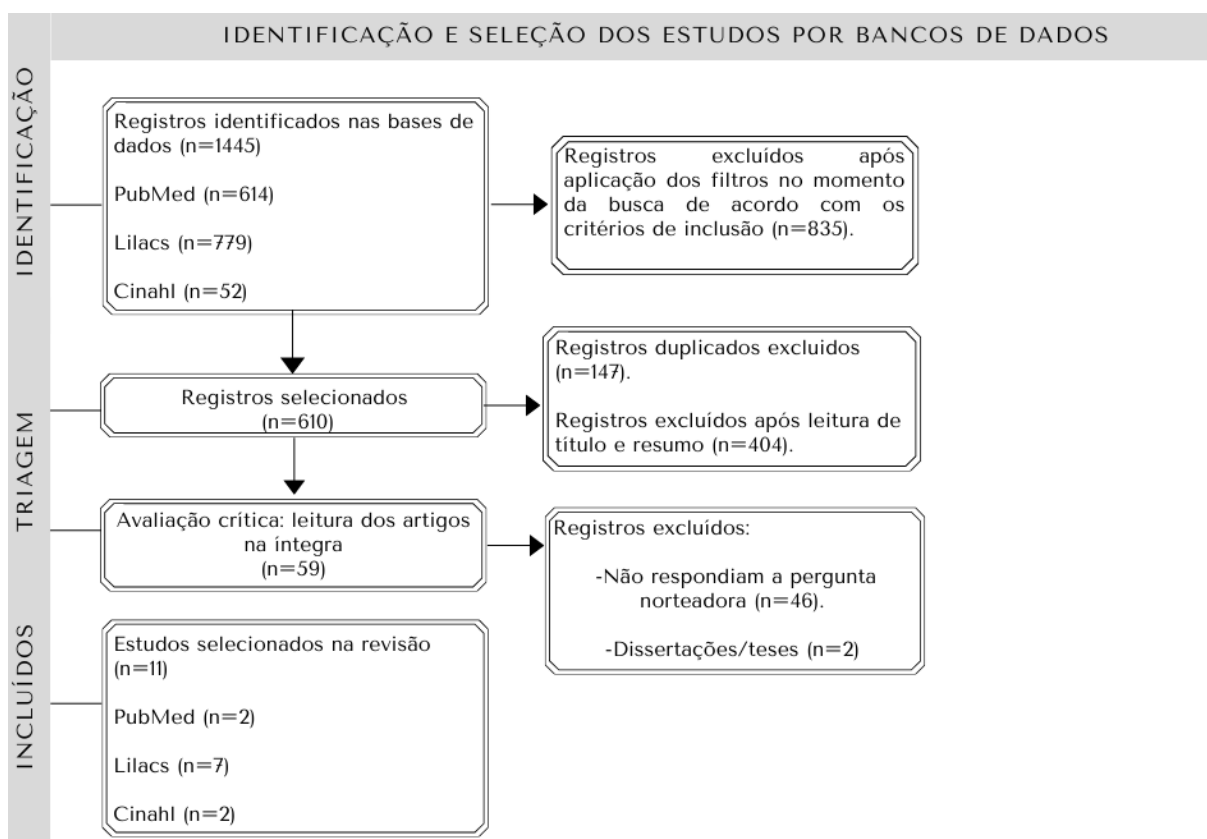 IDENTIFICAÇÃO E SELEÇÃO DOS ESTUDOS POR BANCOS DE DADOS
IDENTIFICAÇÃO
Registros identificados nas bases de
dados (n=1445)
PubMed (n=614)
Lilacs (n=779)
Cinahl (n=52)
Registros excluídos após
aplicação dos filtros no momento
da busca de acordo com os
critérios de inclusão (n=835).
TRIAGEM
Registros selecionados
(n=610)
Registros duplicados excluidos
(n=147).
Registros excluídos após leitura de
título e resumo (n=404).
Avaliação crítica: leitura dos artigos
na íntegra
(n=59)
Registros excluídos:
-Não respondiam a pergunta
norteadora (n=46).
-Dissertações/teses (n=2)
INCLUÍDOS
Estudos selecionados na revisão
(n=11)
PubMed (n=2)
Lilacs (n=7)
Cinahl (n=2)